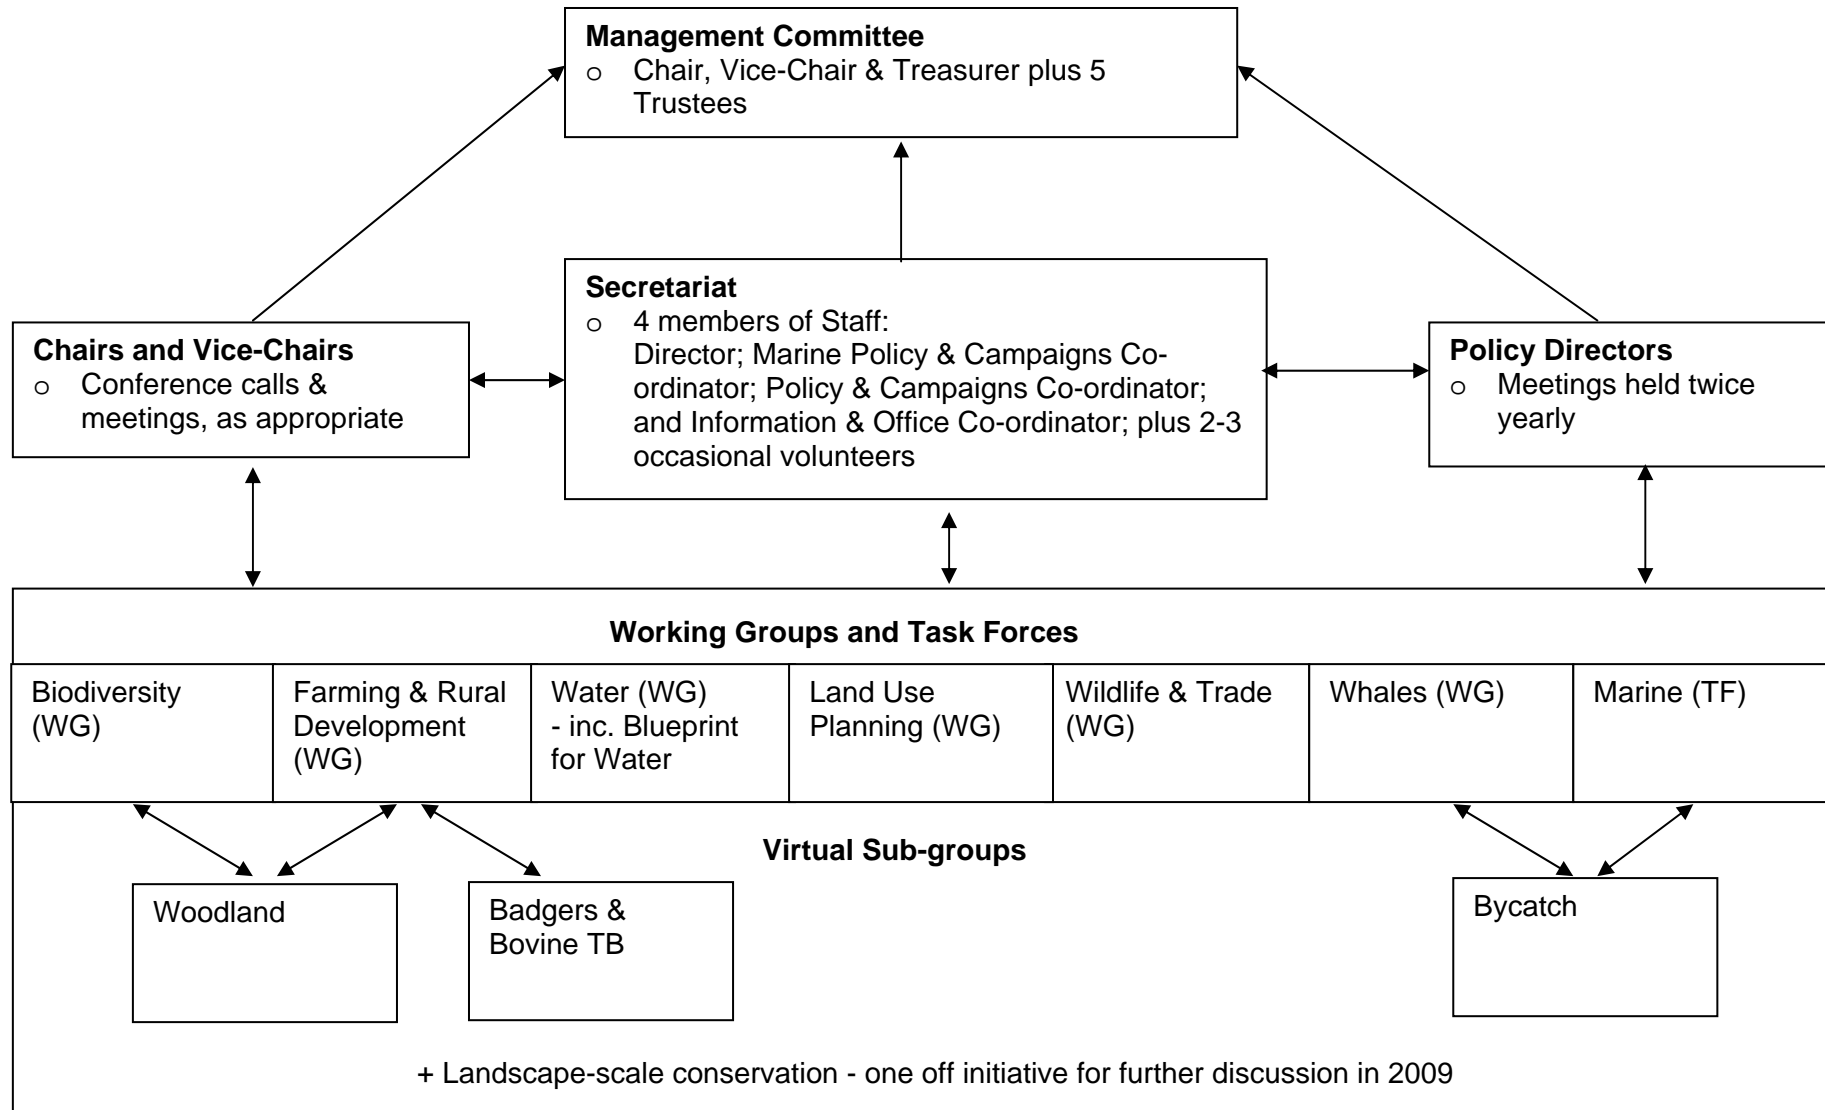 Management Committee
o Chair, Vice-Chair & Treasurer plus 5
Trustees
Secretariat
o 4 members of Staff:
Director; Marine Policy & Campaigns Co-
ordinator; Policy & Campaigns Co-ordinator;
and Information & Office Co-ordinator; plus 2-3
occasional volunteers
Chairs and Vice-Chairs
o Conference calls &
meetings, as appropriate
Policy Directors
o Meetings held twice
yearly
Working Groups and Task Forces
Biodiversity
(WG)
Farming & Rural
Development
(WG)
Water (WG)
- inc. Blueprint
for Water
Land Use
Planning (WG)
Wildlife & Trade
(WG)
Whales (WG)
Marine (TF)
Virtual Sub-groups
Woodland
Badgers &
Bovine TB
Bycatch
+ Landscape-scale conservation - one off initiative for further discussion in 2009